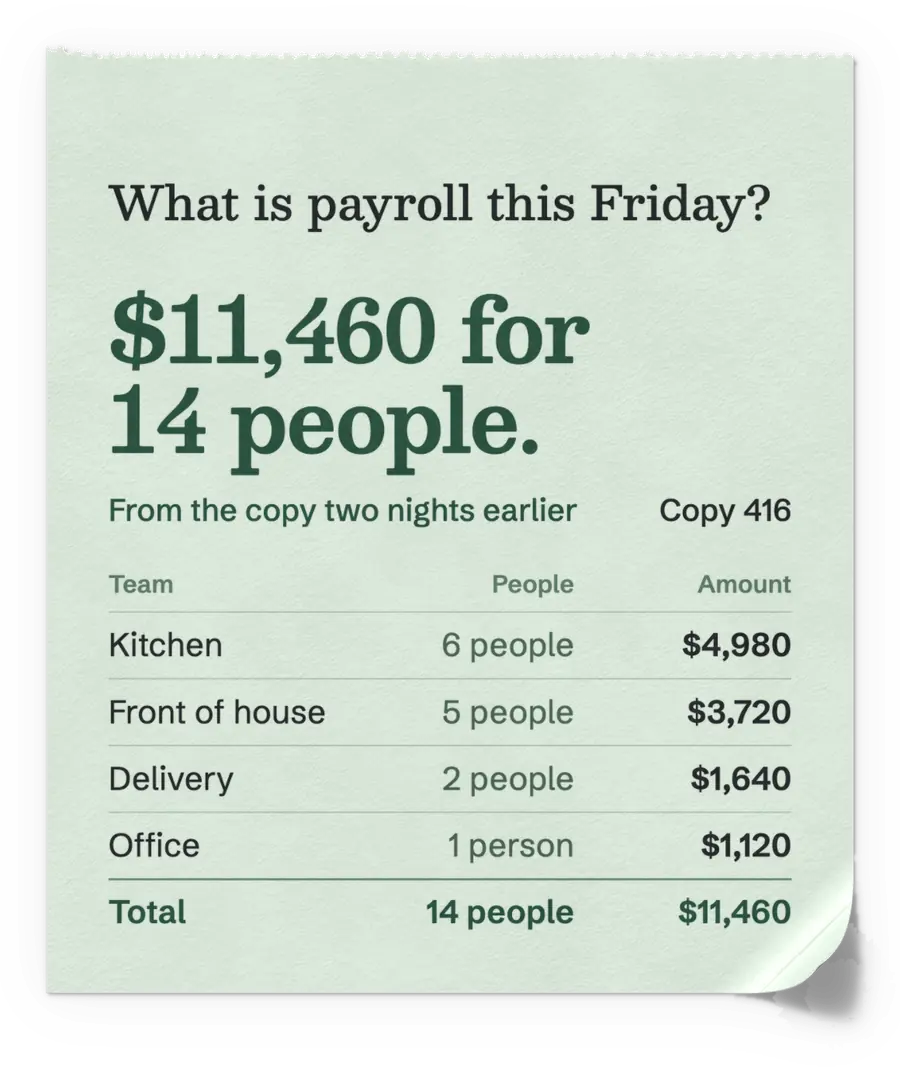 What is payroll this Friday?
$11,460 for
14 people.
From the copy two nights earlier Copy 416
Team People Amount
Kitchen 6 people $4,980
Front of house 5 people $3,720
Delivery 2 people $1,640
Office 1 person $1,120
Total 14 people $11,460